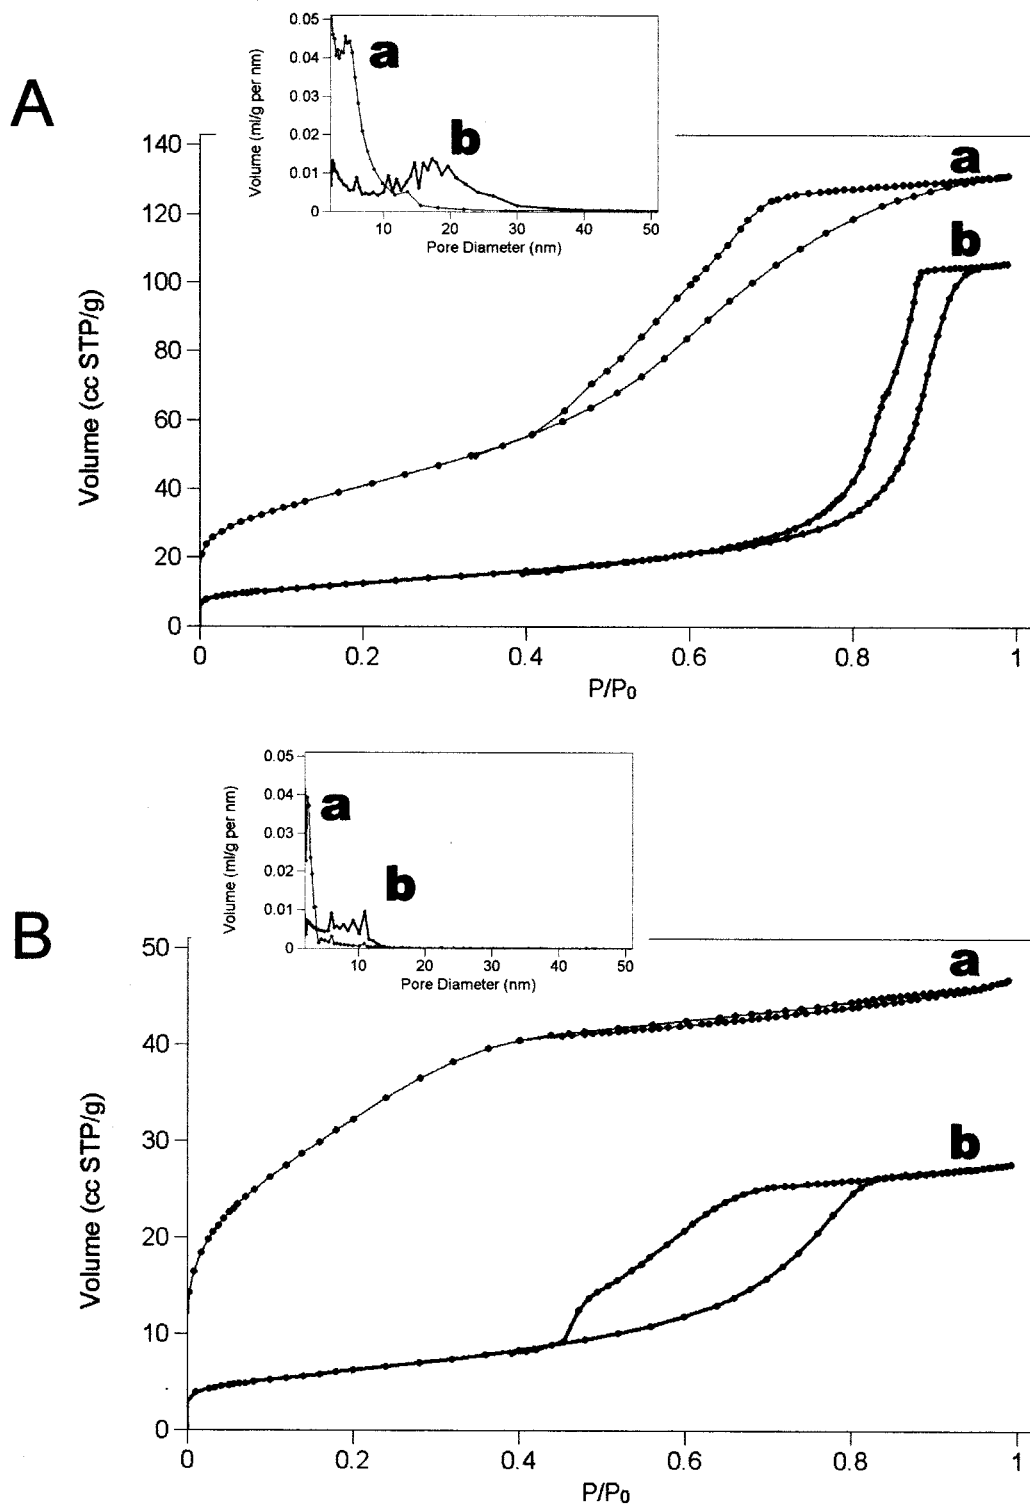 A
0.05
0.04
0.03
0.02
0.01
0
Volume (ml/g per nm)
a
b
10 20 30 40 50
Pore Diameter (nm)
140
120
100
80
60
40
20
0
Volume (cc STP/g)
a
b
0 0.2 0.4 0.6 0.8 1
P/P0
B
0.05
0.04
0.03
0.02
0.01
0
Volume (ml/g per nm)
a
b
10 20 30 40 50
Pore Diameter (nm)
50
40
30
20
10
0
Volume (cc STP/g)
a
b
0 0.2 0.4 0.6 0.8 1
P/P0